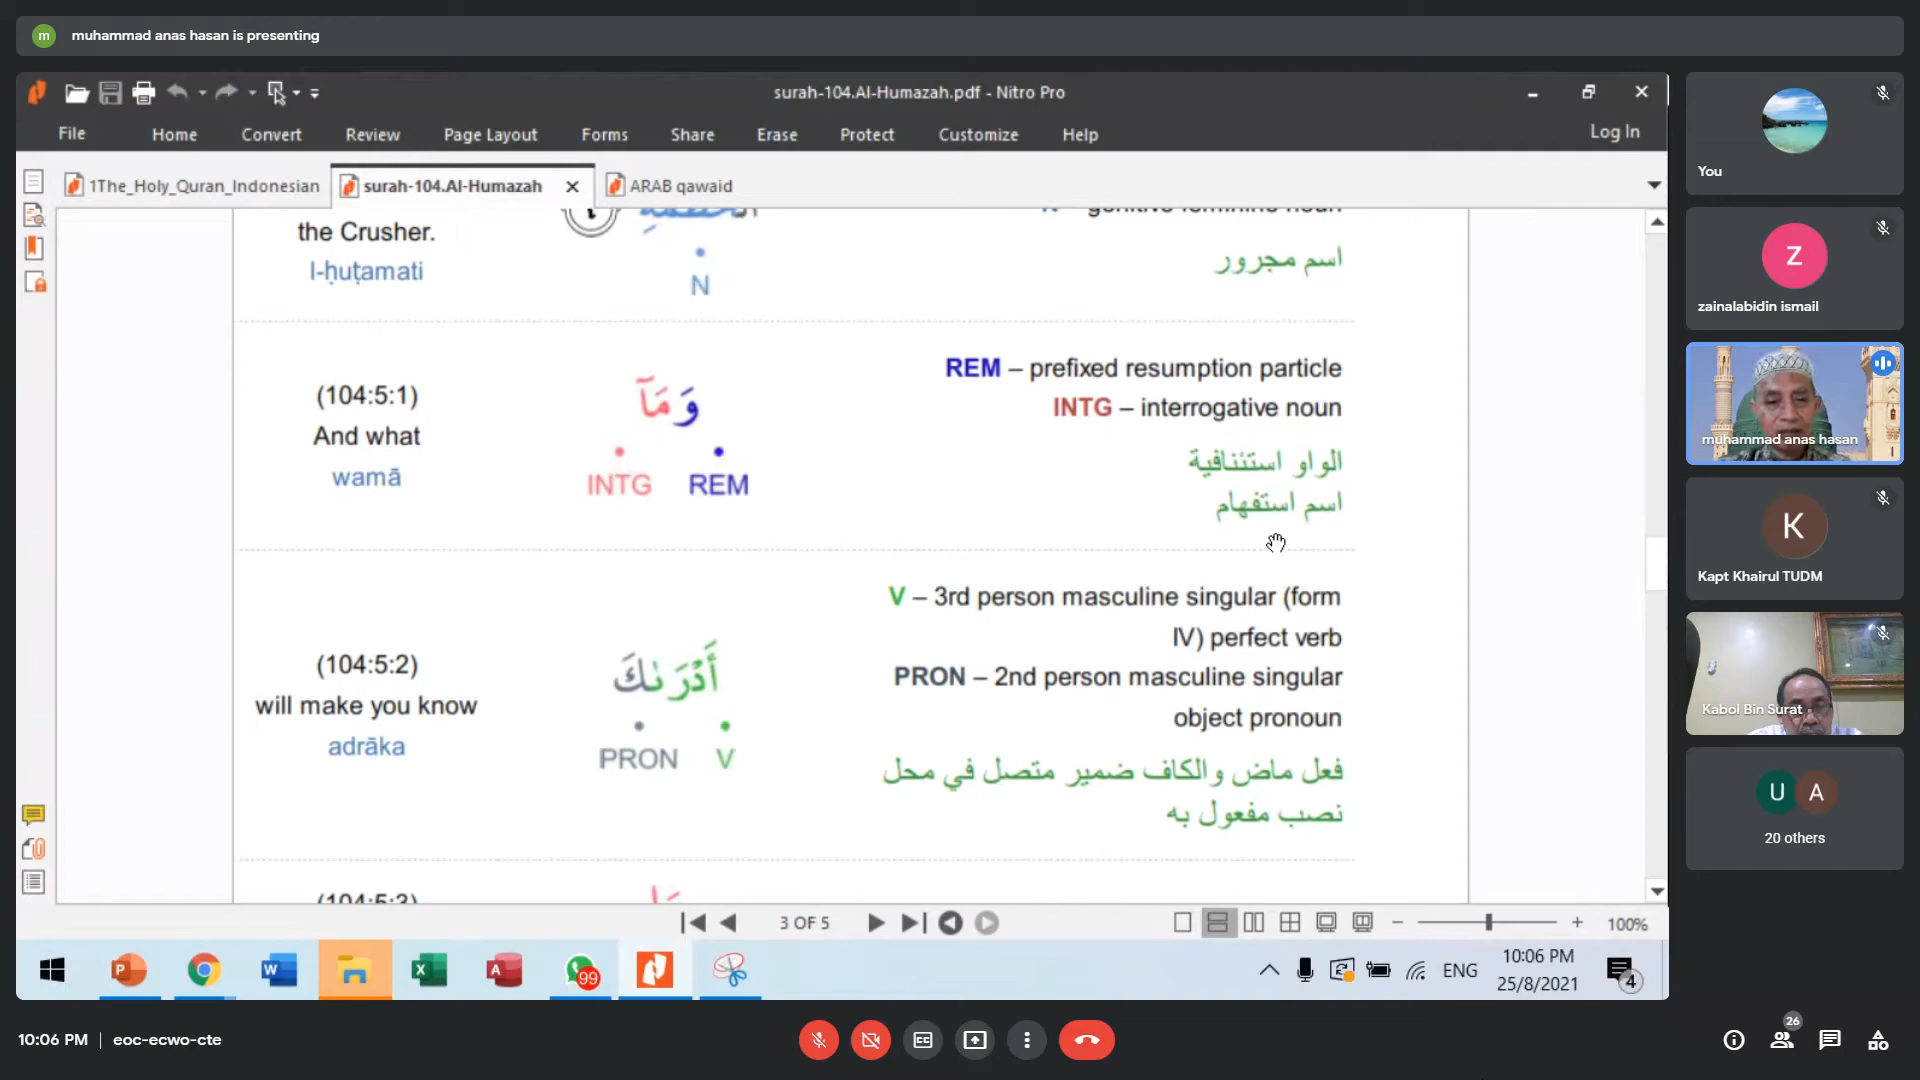 m
muhammad anas hasan is presenting
surah-104.Al-Humazah.pdf - Nitro Pro
File
Home
Convert
Review
Page Layout
Forms
Share
Erase
Protect
Customize
Help
Log In
1The_Holy_Quran_Indonesian
surah-104.Al-Humazah
ARAB qawaid
the Crusher.
l-ḥuṭamati
N
اسم مجرور
(104:5:1)
And what
wamā
وَمَآ
INTG
REM
REM – prefixed resumption particle
INTG – interrogative noun
الواو استئنافية
اسم استفهام
(104:5:2)
will make you know
adrāka
أَدْرَىٰكَ
PRON
V
V – 3rd person masculine singular (form
IV) perfect verb
PRON – 2nd person masculine singular
object pronoun
فعل ماض والكاف ضمير متصل في محل
نصب مفعول به
(104:5:3)
3 OF 5
100%
99
ENG
10:06 PM
25/8/2021
4
You
Z
zainalabidin ismail
muhammad anas hasan
K
Kapt Khairul TUDM
Kabol Bin Surat
U
A
20 others
10:06 PM
eoc-ecwo-cte
26